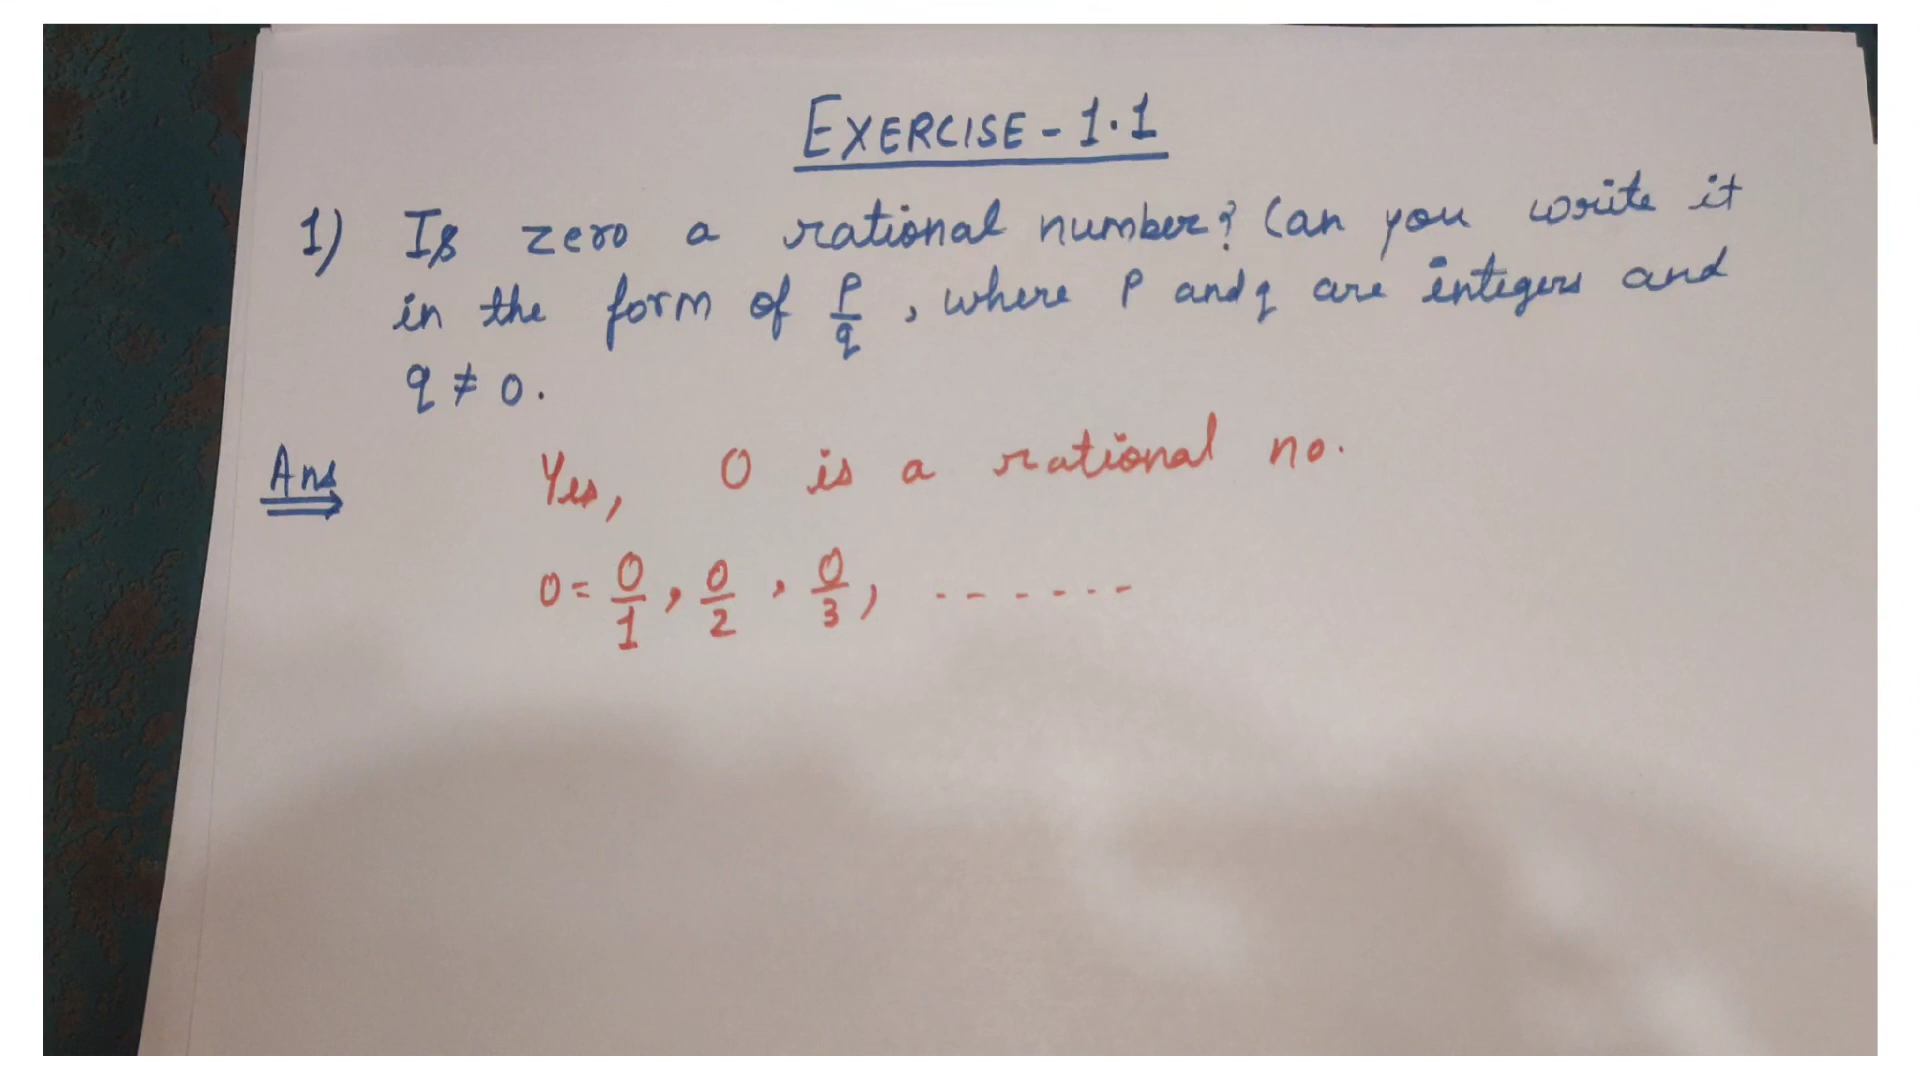 EXERCISE - 1.1
1) Is zero a rational number? Can you write it
in the form of p/q, where p and q are integers and
q ≠ 0.
Ans Yes, 0 is a rational no.
0 = 0/1, 0/2, 0/3, .......